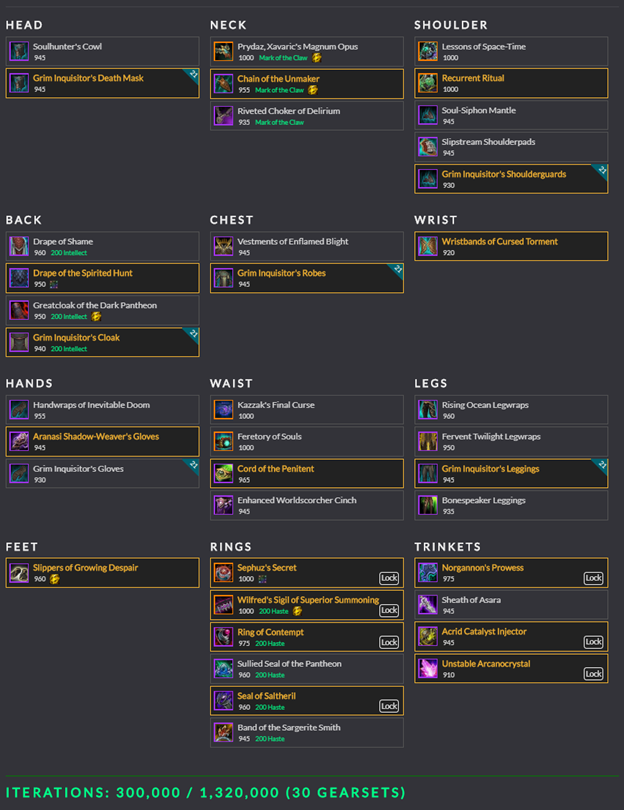 HEAD
Soulhunter's Cowl
945
Grim Inquisitor's Death Mask
945
21
NECK
Prydaz, Xavaric's Magnum Opus
1000 Mark of the Claw
Chain of the Unmaker
955 Mark of the Claw
Riveted Choker of Delirium
935 Mark of the Claw
SHOULDER
Lessons of Space-Time
1000
Recurrent Ritual
1000
Soul-Siphon Mantle
945
Slipstream Shoulderpads
945
Grim Inquisitor's Shoulderguards
930
21
BACK
Drape of Shame
960 200 Intellect
Drape of the Spirited Hunt
950
Greatcloak of the Dark Pantheon
950 200 Intellect
Grim Inquisitor's Cloak
940 200 Intellect
21
CHEST
Vestments of Enflamed Blight
945
Grim Inquisitor's Robes
945
21
WRIST
Wristbands of Cursed Torment
920
HANDS
Handwraps of Inevitable Doom
955
Aranasi Shadow-Weaver's Gloves
945
Grim Inquisitor's Gloves
930
21
WAIST
Kazzak's Final Curse
1000
Feretory of Souls
1000
Cord of the Penitent
965
Enhanced Worldscorcher Cinch
945
LEGS
Rising Ocean Legwraps
960
Fervent Twilight Legwraps
950
Grim Inquisitor's Leggings
945
21
Bonespeaker Leggings
935
FEET
Slippers of Growing Despair
960
RINGS
Sephuz's Secret
1000
Lock
Wilfred's Sigil of Superior Summoning
1000 200 Haste
Lock
Ring of Contempt
975 200 Haste
Lock
Sullied Seal of the Pantheon
960 200 Haste
Seal of Saltheril
960 200 Haste
Lock
Band of the Sargerite Smith
945 200 Haste
TRINKETS
Norgannon's Prowess
975
Lock
Sheath of Asara
945
Acrid Catalyst Injector
945
Lock
Unstable Arcanocrystal
910
Lock
ITERATIONS: 300,000 / 1,320,000 (30 GEARSETS)